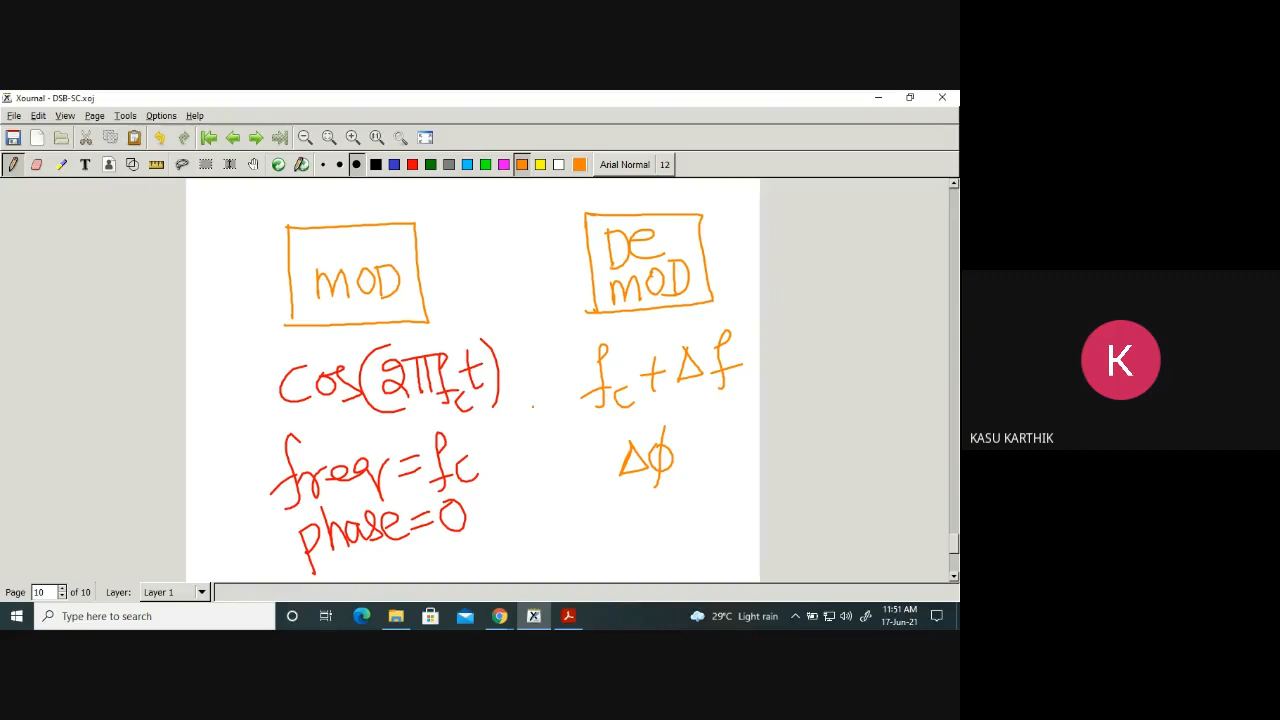 Xournal - DSB-SC.xoj
File Edit View Page Tools Options Help
T Arial Normal 12
MOD
DE
MOD
cos(2πf_c t)
f_c + Δf
freq = fc
Δϕ
phase = 0
K
KASU KARTHIK
Page 10 of 10 Layer: Layer 1
Type here to search
29°C Light rain
11:51 AM
17-Jun-21